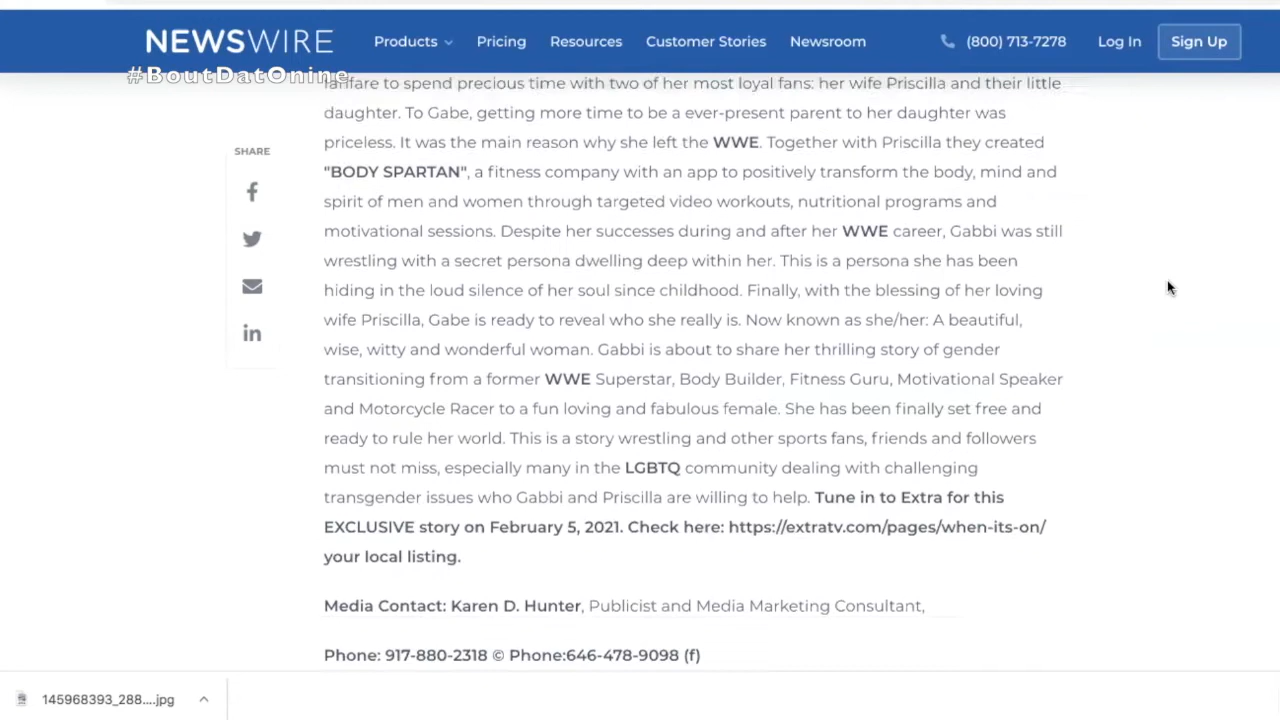 NEWSWIRE Products Pricing Resources Customer Stories Newsroom (800) 713-7278 Log In Sign Up
#BoutDatOnine
fanfare to spend precious time with two of her most loyal fans: her wife Priscilla and their little
daughter. To Gabe, getting more time to be a ever-present parent to her daughter was
SHARE
priceless. It was the main reason why she left the WWE. Together with Priscilla they created
"BODY SPARTAN", a fitness company with an app to positively transform the body, mind and
spirit of men and women through targeted video workouts, nutritional programs and
motivational sessions. Despite her successes during and after her WWE career, Gabbi was still
wrestling with a secret persona dwelling deep within her. This is a persona she has been
hiding in the loud silence of her soul since childhood. Finally, with the blessing of her loving
wife Priscilla, Gabe is ready to reveal who she really is. Now known as she/her: A beautiful,
wise, witty and wonderful woman. Gabbi is about to share her thrilling story of gender
transitioning from a former WWE Superstar, Body Builder, Fitness Guru, Motivational Speaker
and Motorcycle Racer to a fun loving and fabulous female. She has been finally set free and
ready to rule her world. This is a story wrestling and other sports fans, friends and followers
must not miss, especially many in the LGBTQ community dealing with challenging
transgender issues who Gabbi and Priscilla are willing to help. Tune in to Extra for this
EXCLUSIVE story on February 5, 2021. Check here: https://extratv.com/pages/when-its-on/
your local listing.
Media Contact: Karen D. Hunter, Publicist and Media Marketing Consultant,
Phone: 917-880-2318 © Phone:646-478-9098 (f)
145968393_288....jpg